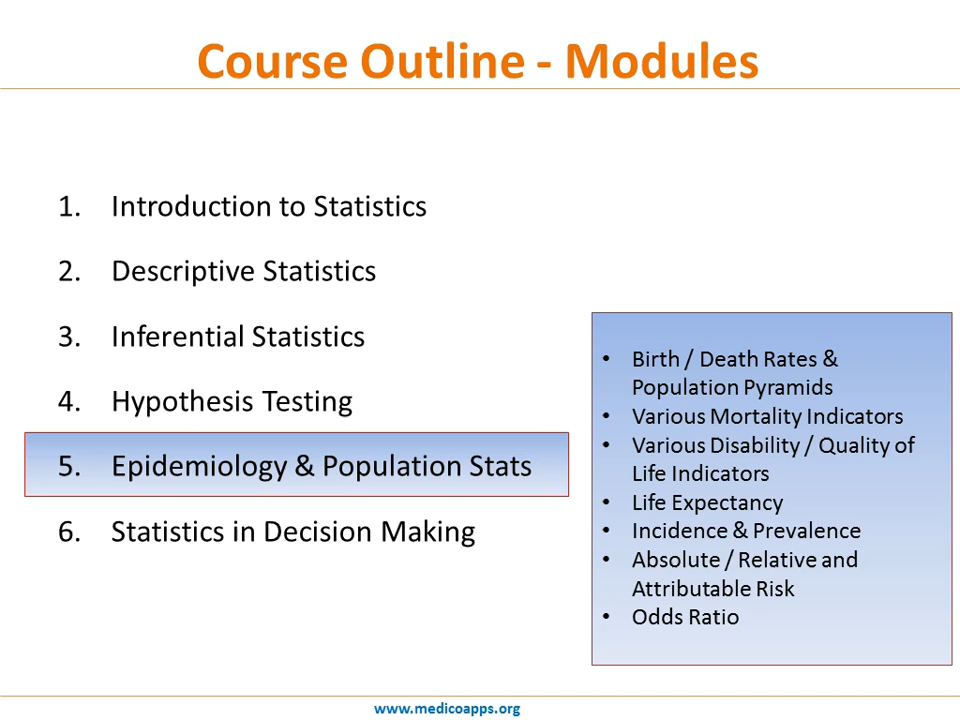 Course Outline - Modules
1. Introduction to Statistics
2. Descriptive Statistics
3. Inferential Statistics
4. Hypothesis Testing
5. Epidemiology & Population Stats
6. Statistics in Decision Making
• Birth / Death Rates &
Population Pyramids
• Various Mortality Indicators
• Various Disability / Quality of
Life Indicators
• Life Expectancy
• Incidence & Prevalence
• Absolute / Relative and
Attributable Risk
• Odds Ratio
www.medicoapps.org